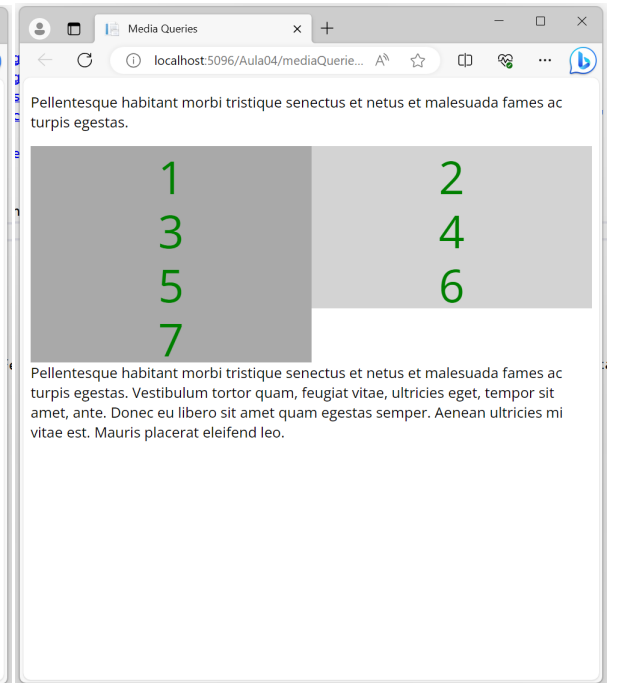 Media Queries
localhost:5096/Aula04/mediaQuerie...
Pellentesque habitant morbi tristique senectus et netus et malesuada fames ac
turpis egestas.
1 2
3 4
5 6
7
Pellentesque habitant morbi tristique senectus et netus et malesuada fames ac
turpis egestas. Vestibulum tortor quam, feugiat vitae, ultricies eget, tempor sit
amet, ante. Donec eu libero sit amet quam egestas semper. Aenean ultricies mi
vitae est. Mauris placerat eleifend leo.